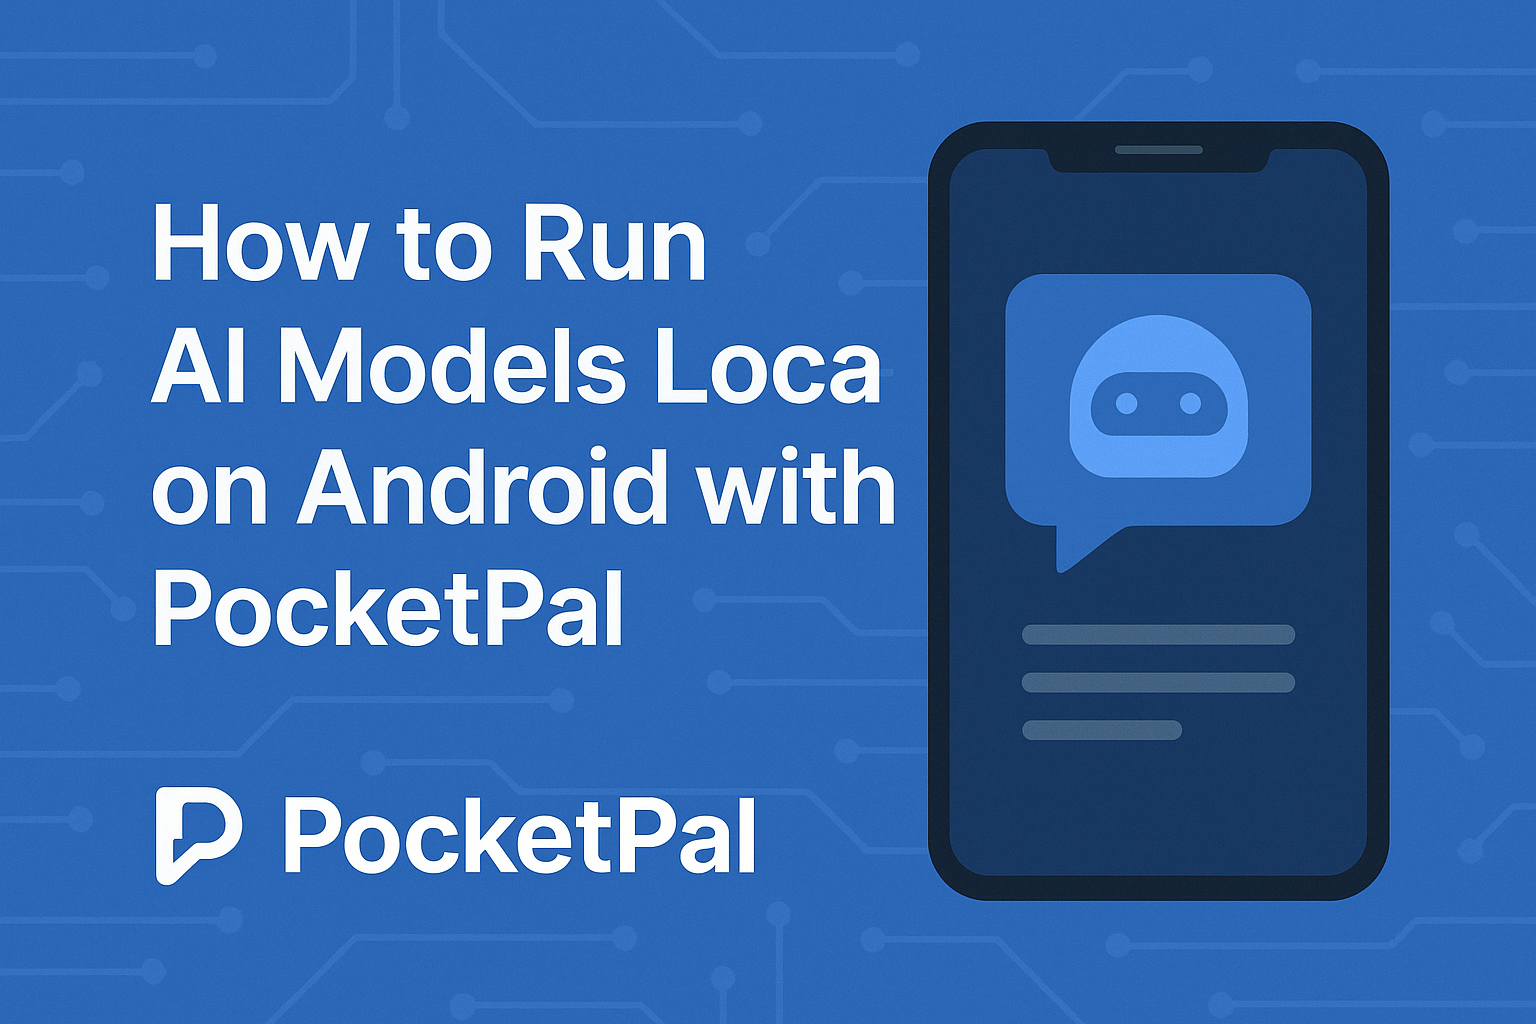 How to Run
AI Models Loca
on Android with
PocketPal
PocketPal